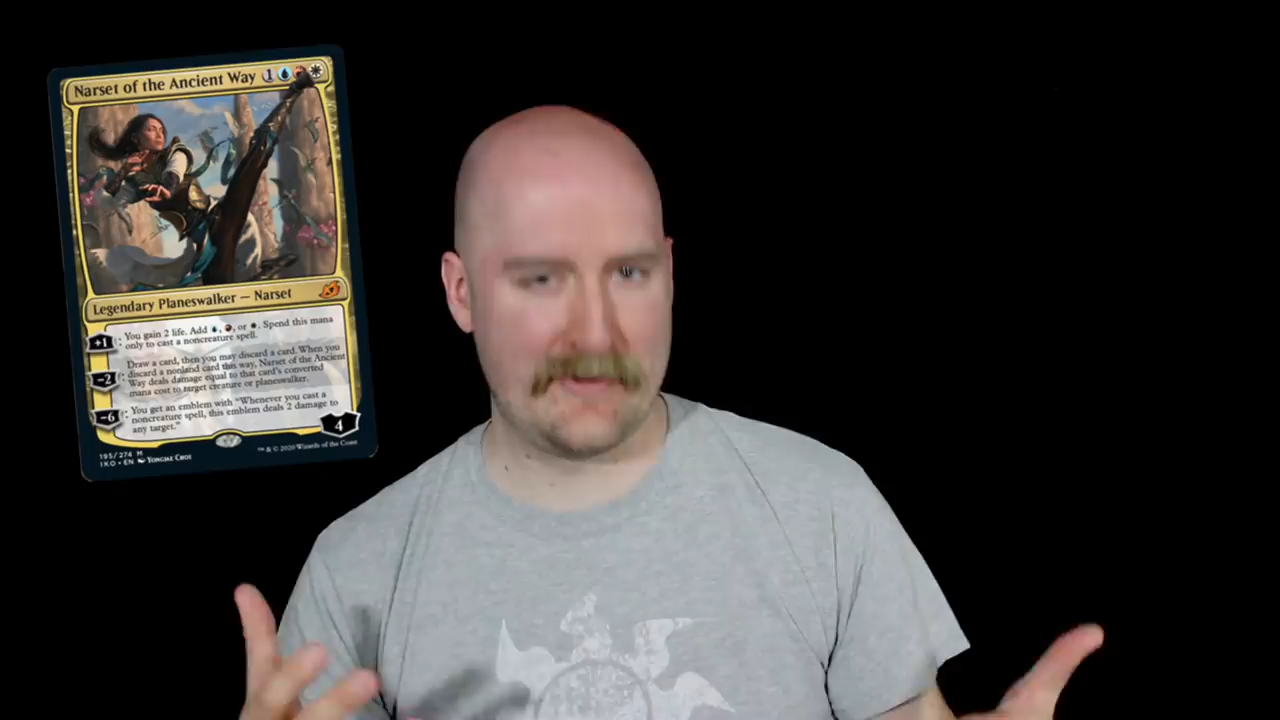 Narset of the Ancient Way 1
Legendary Planeswalker — Narset
+1: You gain 2 life. Add , , or . Spend this mana
only to cast a noncreature spell.
Draw a card, then you may discard a card. When you
-2: discard a nonland card this way, Narset of the Ancient
Way deals damage equal to that card's converted
mana cost to target creature or planeswalker.
-6: You get an emblem with "Whenever you cast a
noncreature spell, this emblem deals 2 damage to
any target."
4
195/274 M
IKO • EN Yongjae Choi
™ & © 2020 Wizards of the Coast